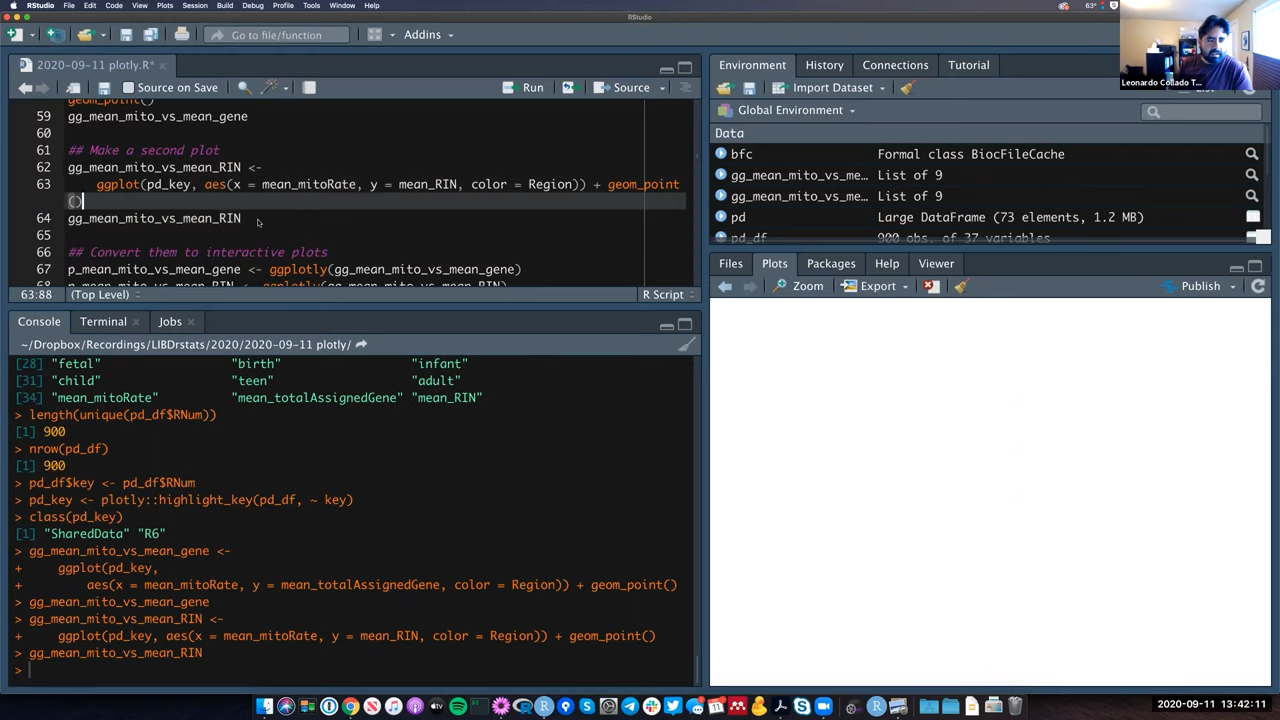 RStudio File Edit Code View Plots Session Build Debug Profile Tools Window Help
63°
RStudio
Go to file/function
Addins
Leonardo Collado T...
2020-09-11 plotly.R*
Source on Save
Run
Source
geom_point()
59 gg_mean_mito_vs_mean_gene
60
61 ## Make a second plot
62 gg_mean_mito_vs_mean_RIN <-
63 ggplot(pd_key, aes(x = mean_mitoRate, y = mean_RIN, color = Region)) + geom_point
()
64 gg_mean_mito_vs_mean_RIN
65
66 ## Convert them to interactive plots
67 p_mean_mito_vs_mean_gene <- ggplotly(gg_mean_mito_vs_mean_gene)
p_mean_mito_vs_mean_RIN <- ggplotly(gg_mean_mito_vs_mean_RIN)
63:88 (Top Level) R Script
Console Terminal Jobs
~/Dropbox/Recordings/LIBDrstats/2020/2020-09-11 plotly/
[28] "fetal" "birth" "infant"
[31] "child" "teen" "adult"
[34] "mean_mitoRate" "mean_totalAssignedGene" "mean_RIN"
> length(unique(pd_df$RNum))
[1] 900
> nrow(pd_df)
[1] 900
> pd_df$key <- pd_df$RNum
> pd_key <- plotly::highlight_key(pd_df, ~ key)
> class(pd_key)
[1] "SharedData" "R6"
> gg_mean_mito_vs_mean_gene <-
+ ggplot(pd_key,
+ aes(x = mean_mitoRate, y = mean_totalAssignedGene, color = Region)) + geom_point()
> gg_mean_mito_vs_mean_gene
> gg_mean_mito_vs_mean_RIN <-
+ ggplot(pd_key, aes(x = mean_mitoRate, y = mean_RIN, color = Region)) + geom_point()
> gg_mean_mito_vs_mean_RIN
>
Environment History Connections Tutorial
Import Dataset
List
Global Environment
Data
bfc Formal class BiocFileCache
gg_mean_mito_vs_me… List of 9
gg_mean_mito_vs_me… List of 9
pd Large DataFrame (73 elements, 1.2 MB)
pd_df 900 obs. of 37 variables
Files Plots Packages Help Viewer
Zoom Export Publish
2020-09-11 13:42:11